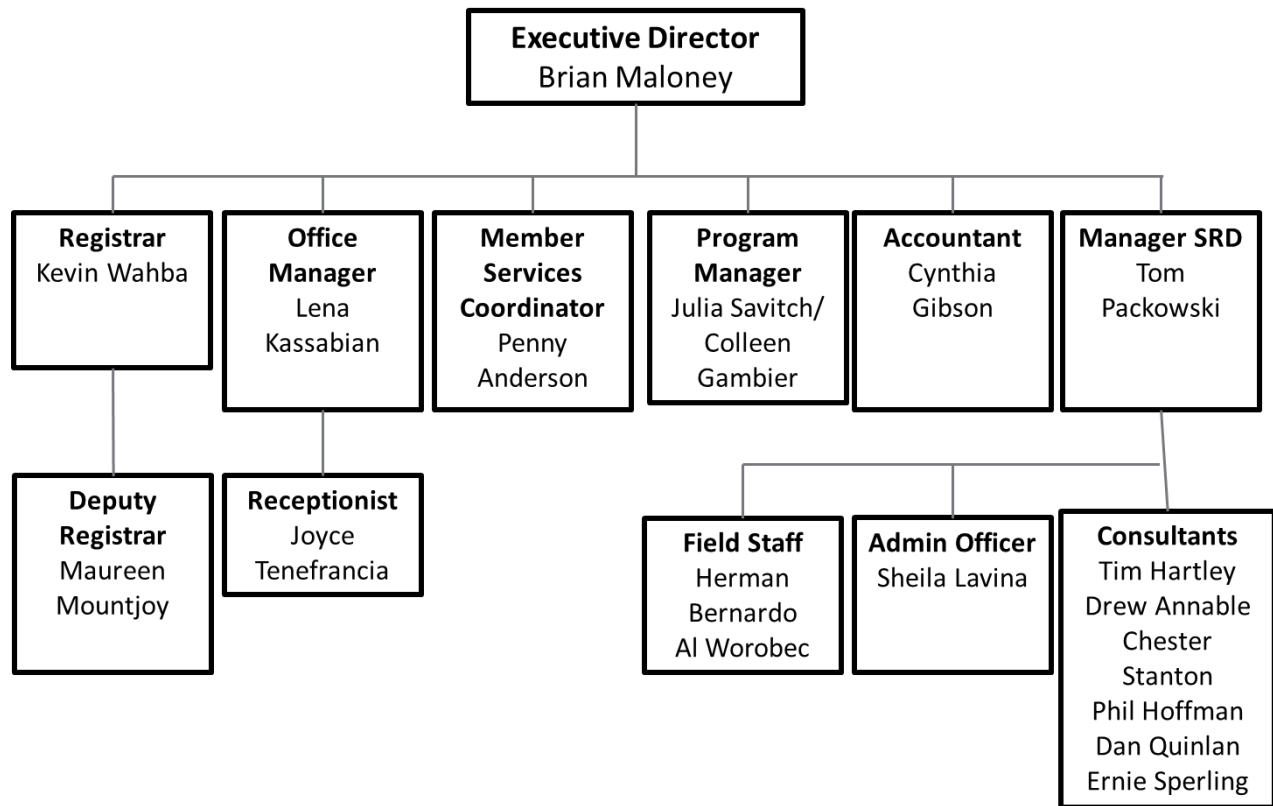 Executive Director
Brian Maloney
Registrar
Kevin Wahba
Office
Manager
Lena
Kassabian
Member
Services
Coordinator
Penny
Anderson
Program
Manager
Julia Savitch/
Colleen
Gambier
Accountant
Cynthia
Gibson
Manager SRD
Tom
Packowski
Deputy
Registrar
Maureen
Mountjoy
Receptionist
Joyce
Tenefrancia
Field Staff
Herman
Bernardo
Al Worobec
Admin Officer
Sheila Lavina
Consultants
Tim Hartley
Drew Annable
Chester
Stanton
Phil Hoffman
Dan Quinlan
Ernie Sperling